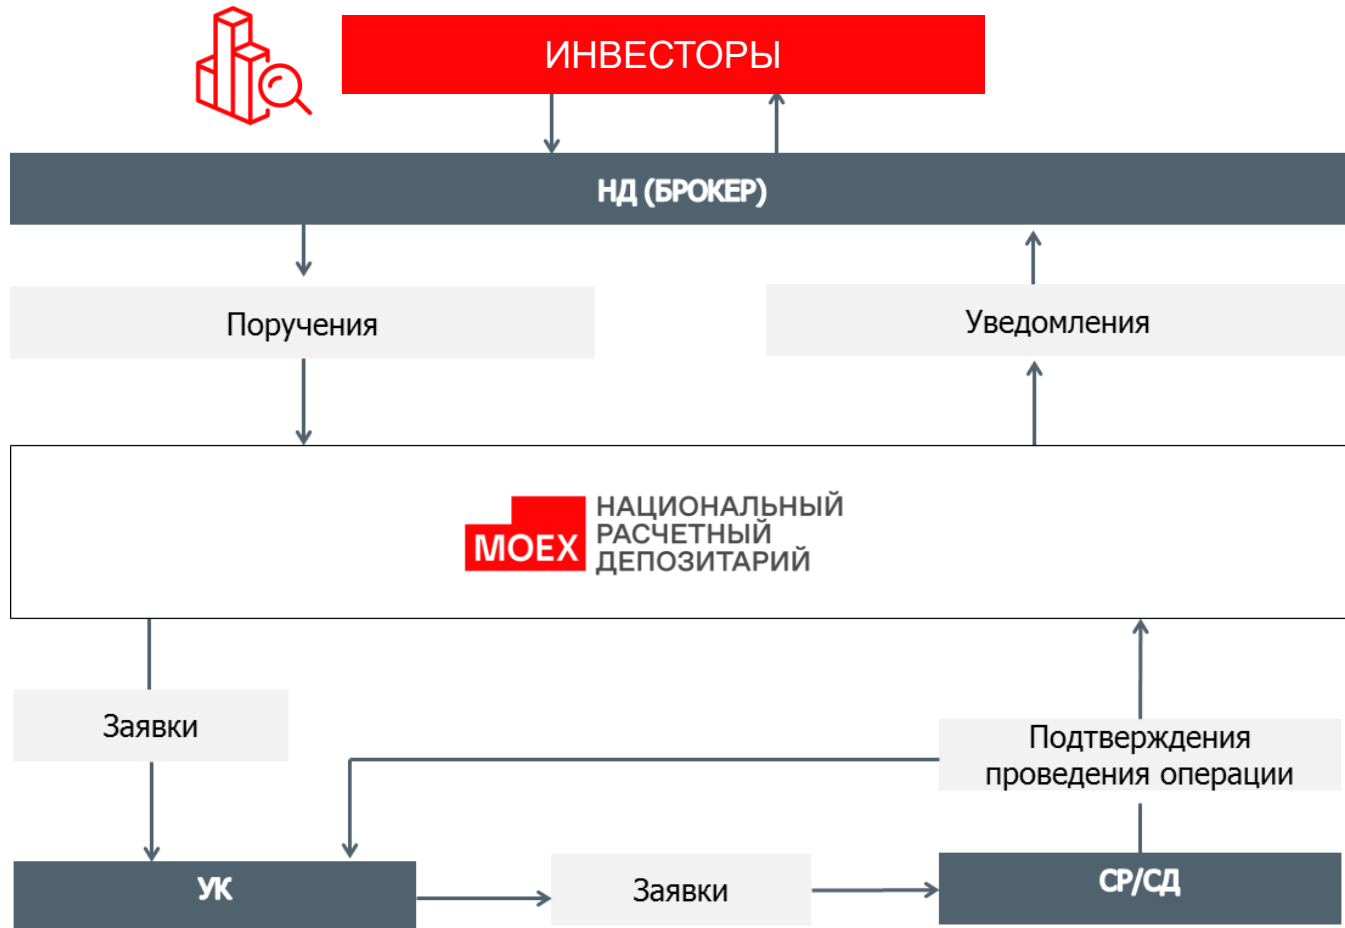 ИНВЕСТОРЫ
НД (БРОКЕР)
Поручения
Уведомления
MOEX
НАЦИОНАЛЬНЫЙ
РАСЧЕТНЫЙ
ДЕПОЗИТАРИЙ
Заявки
Подтверждения
проведения операции
УК
Заявки
СР/СД